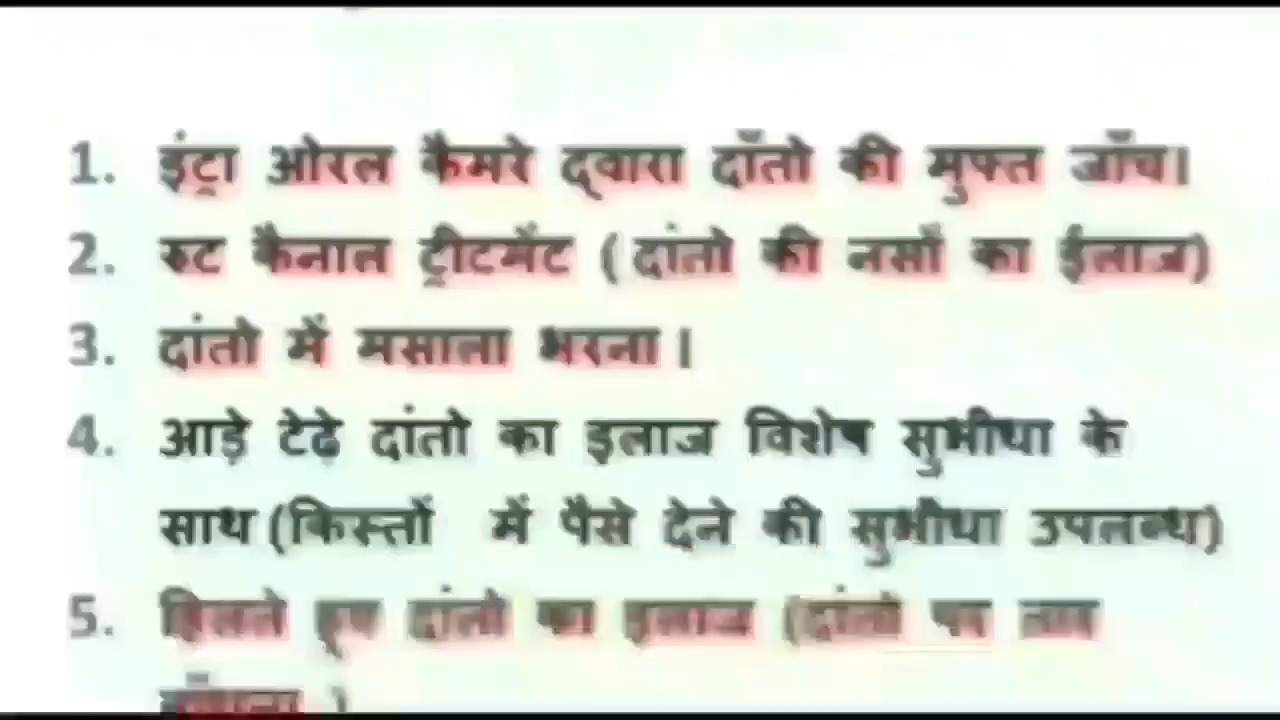 1. इंट्रा ओरल कैमरे द्वारा दाँतो की मुफ्त जाँच।
2. रुट कैनाल ट्रीटमेंट ( दांतो की नसों का ईलाज)
3. दांतो में मसाला भरना ।
4. आड़े टेढ़े दांतो का इलाज विशेष सुभीधा के
साथ (किस्तों में पैसे देने की सुभीधा उपलब्ध)
5. हिलते हुए दांतो का इलाज (दांतो पर तार